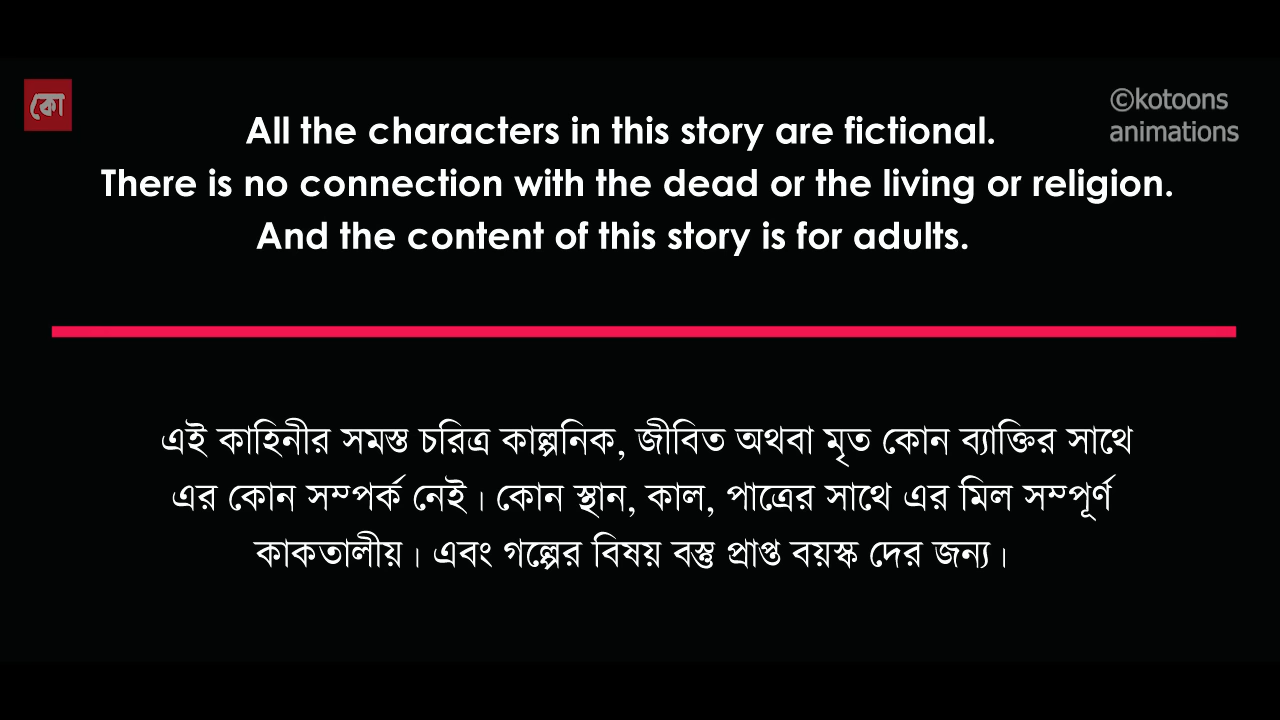 কো
©kotoons
animations
All the characters in this story are fictional.
There is no connection with the dead or the living or religion.
And the content of this story is for adults.
এই কাহিনীর সমস্ত চরিত্র কাল্পনিক, জীবিত অথবা মৃত কোন ব্যাক্তির সাথে
এর কোন সম্পর্ক নেই। কোন স্থান, কাল, পাত্রের সাথে এর মিল সম্পূর্ণ
কাকতালীয়। এবং গল্পের বিষয় বস্তু প্রাপ্ত বয়স্ক দের জন্য।